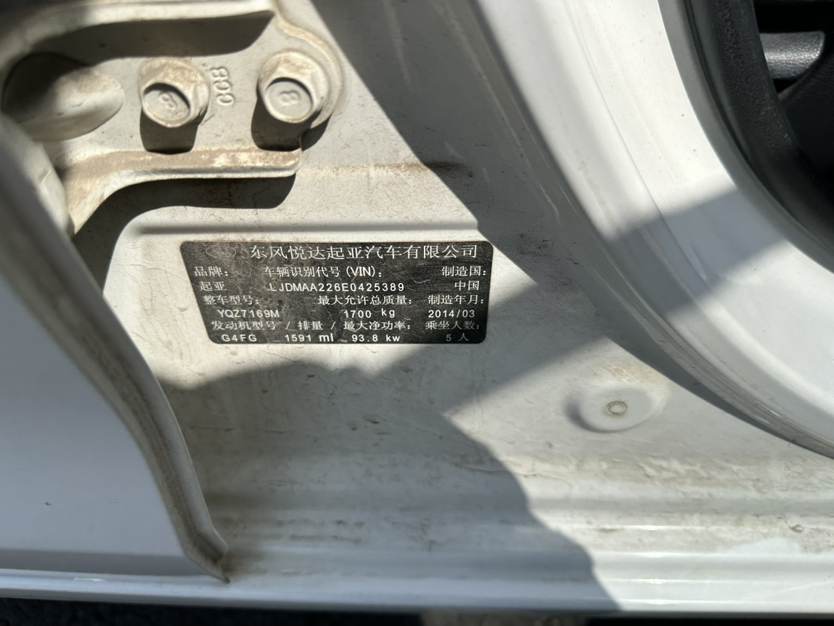 东风悦达起亚汽车有限公司
品牌: 车辆识别代号(VIN): 制造国:
起亚 LJDMAA226E0425389 中国
整车型号: 最大允许总质量: 制造年月:
YQZ7169M 1700 kg 2014/03
发动机型号/排量/最大净功率: 乘坐人数:
G4FG 1591 ml 93.8 kw 5 人
8
8